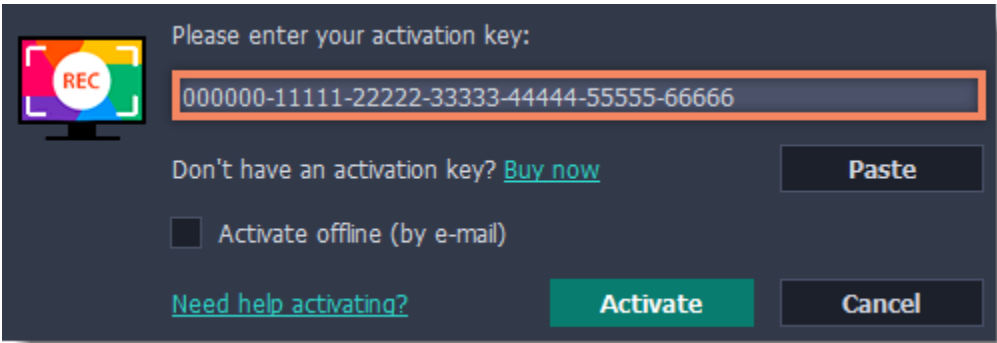 Please enter your activation key:
REC
000000-11111-22222-33333-44444-55555-66666
Don't have an activation key? Buy now
Paste
Activate offline (by e-mail)
Need help activating?
Activate
Cancel